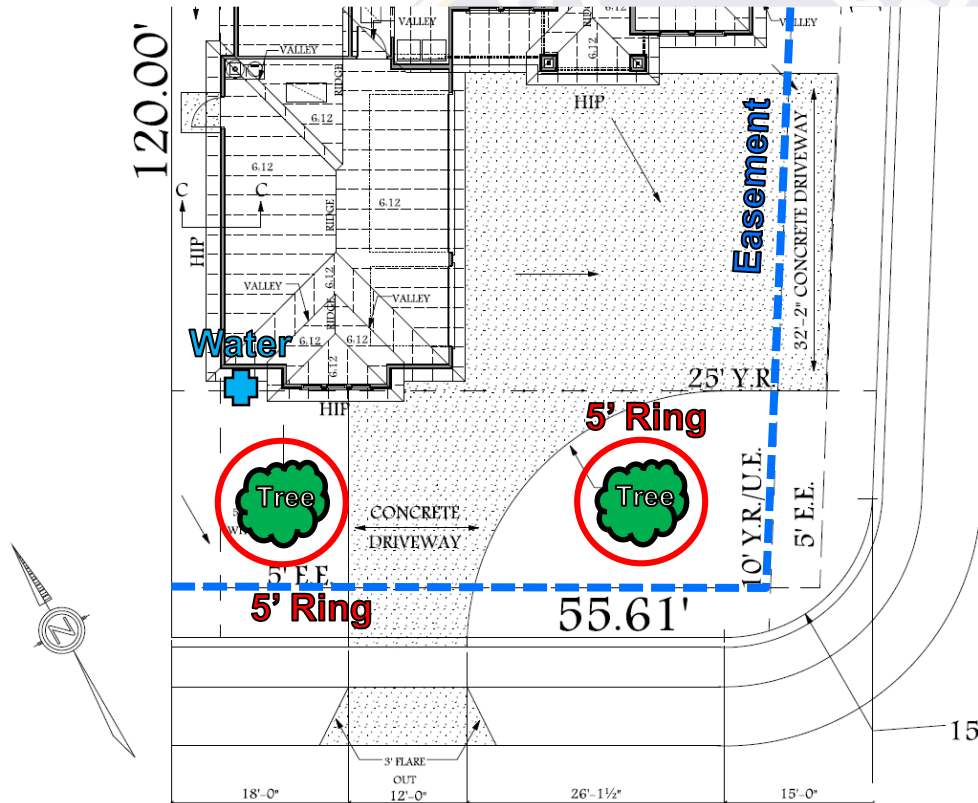 120.00'
VALLEY
VALLEY
RIDGE
6.12
VALLEY
HIP
6.12
6.12
C
C
6.12
RIDGE
HIP
Easement
32'-2" CONCRETE DRIVEWAY
VALLEY
6.12
VALLEY
RIDGE
Water
6.12
6.12
6.12
HIP
25' Y.R.
5' Ring
Tree
Tree
CONCRETE
DRIVEWAY
10' Y.R./U.E.
5' E.E.
5' E.E.
5' Ring
55.61'
N
15
3' FLARE
OUT
18'-0"
12'-0"
26'-1½"
15'-0"